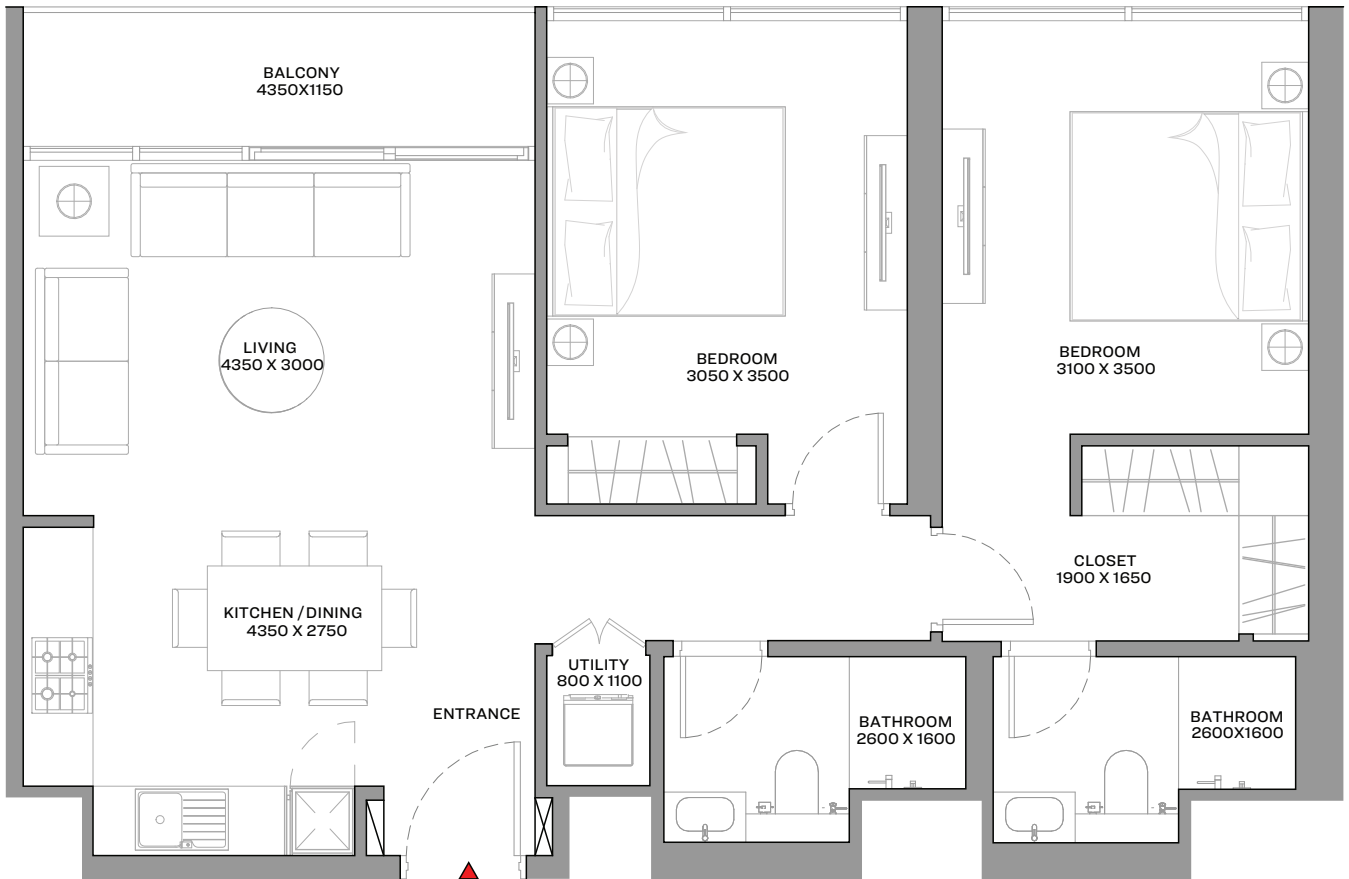 BALCONY
4350X1150
LIVING
4350 X 3000
BEDROOM
3050 X 3500
BEDROOM
3100 X 3500
CLOSET
1900 X 1650
KITCHEN / DINING
4350 X 2750
UTILITY
800 X 1100
ENTRANCE
BATHROOM
2600 X 1600
BATHROOM
2600X1600